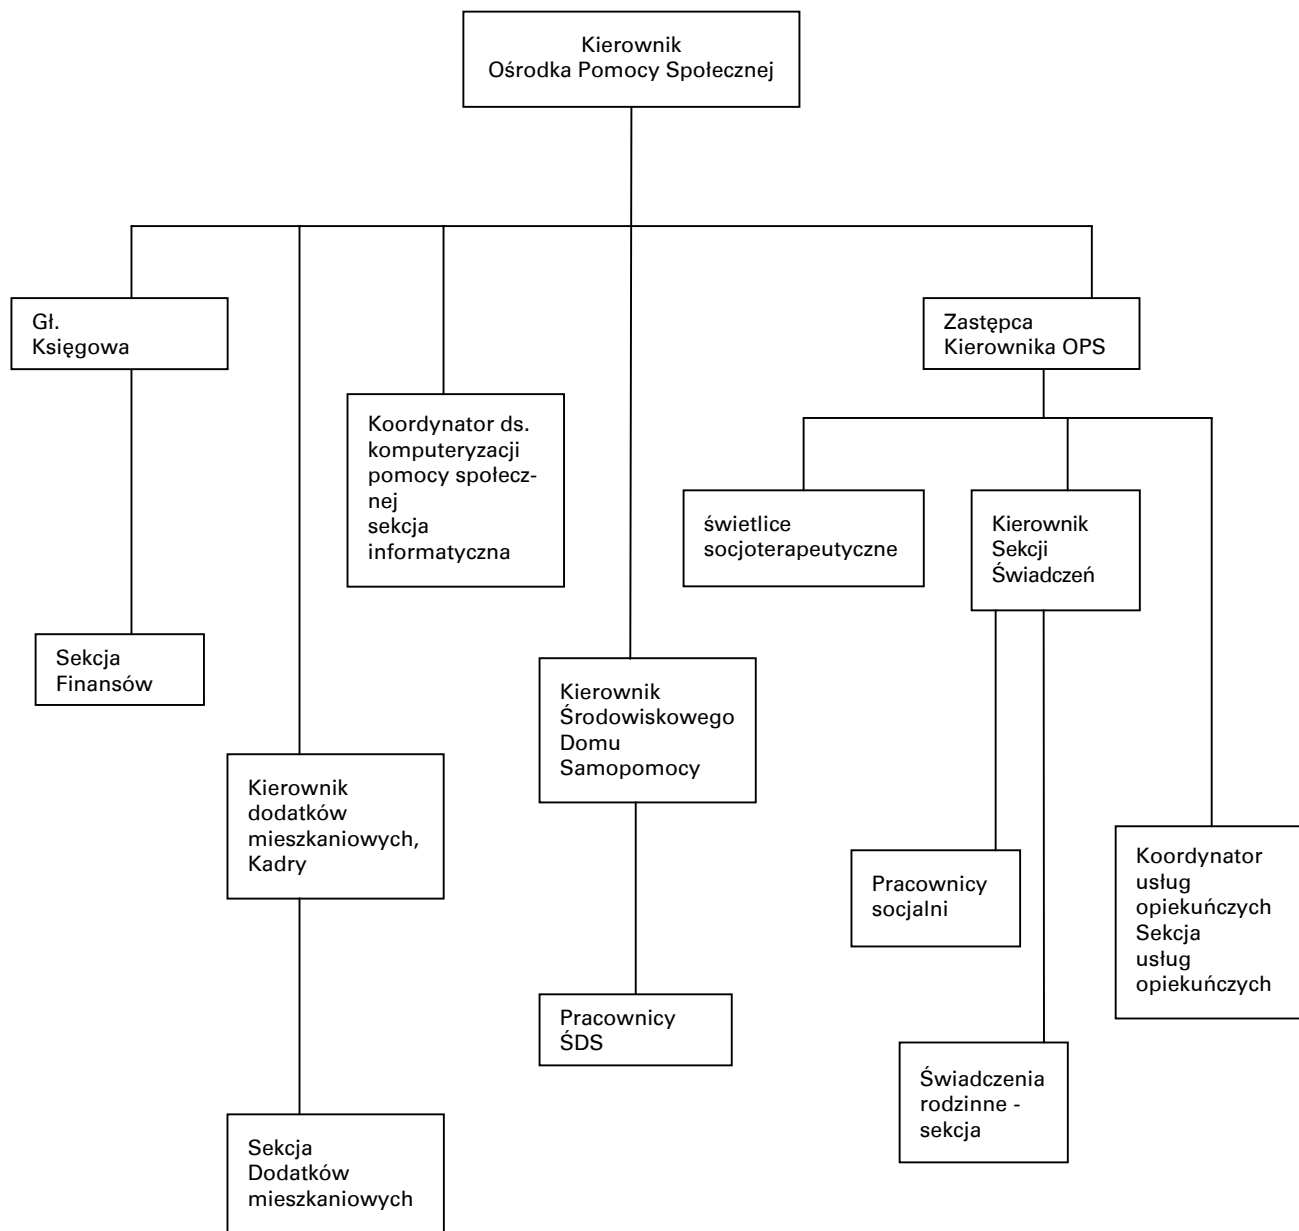 Kierownik
Ośrodka Pomocy Społecznej
Gł.
Księgowa
Zastępca
Kierownika OPS
Koordynator ds.
komputeryzacji
pomocy społecz-
nej
sekcja
informatyczna
świetlice
socjoterapeutyczne
Kierownik
Sekcji
Świadczeń
Sekcja
Finansów
Kierownik
Środowiskowego
Domu
Samopomocy
Kierownik
dodatków
mieszkaniowych,
Kadry
Pracownicy
socjalni
Koordynator
usług
opiekuńczych
Sekcja
usług
opiekuńczych
Pracownicy
ŚDS
Świadczenia
rodzinne -
sekcja
Sekcja
Dodatków
mieszkaniowych